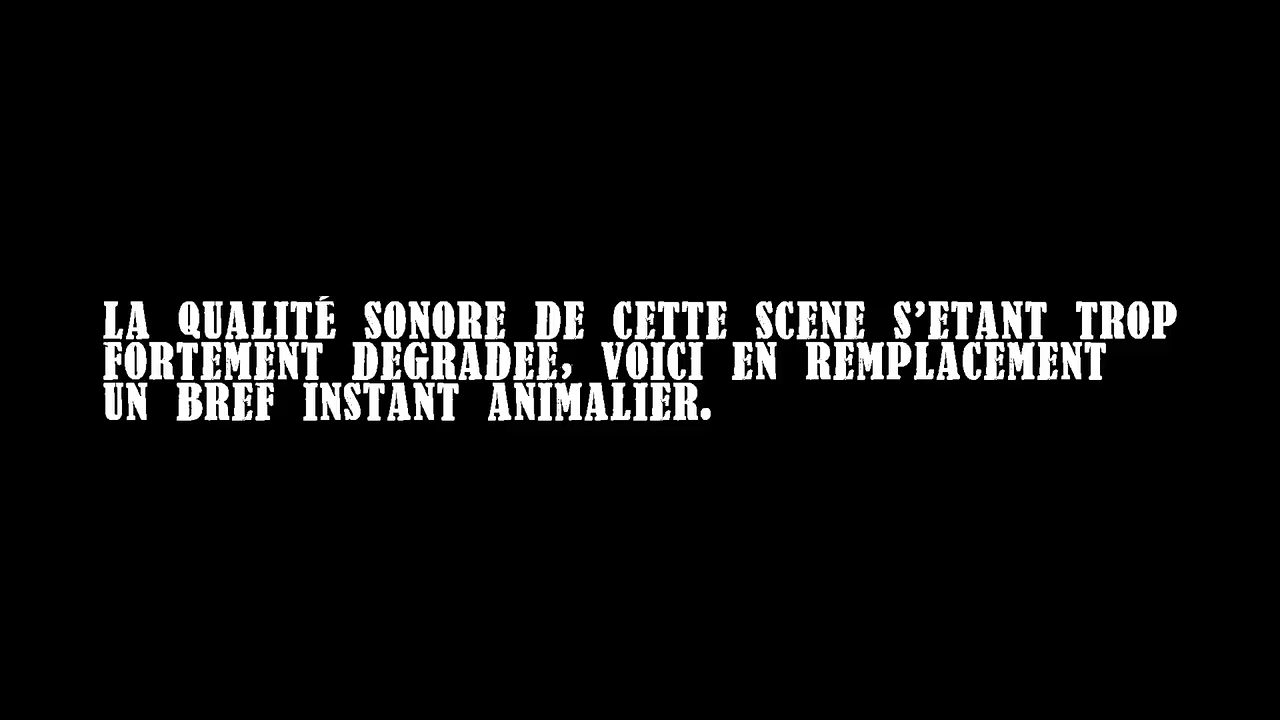 LA QUALITÉ SONORE DE CETTE SCENE S'ETANT TROP
FORTEMENT DEGRADEE, VOICI EN REMPLACEMENT
UN BREF INSTANT ANIMALIER.